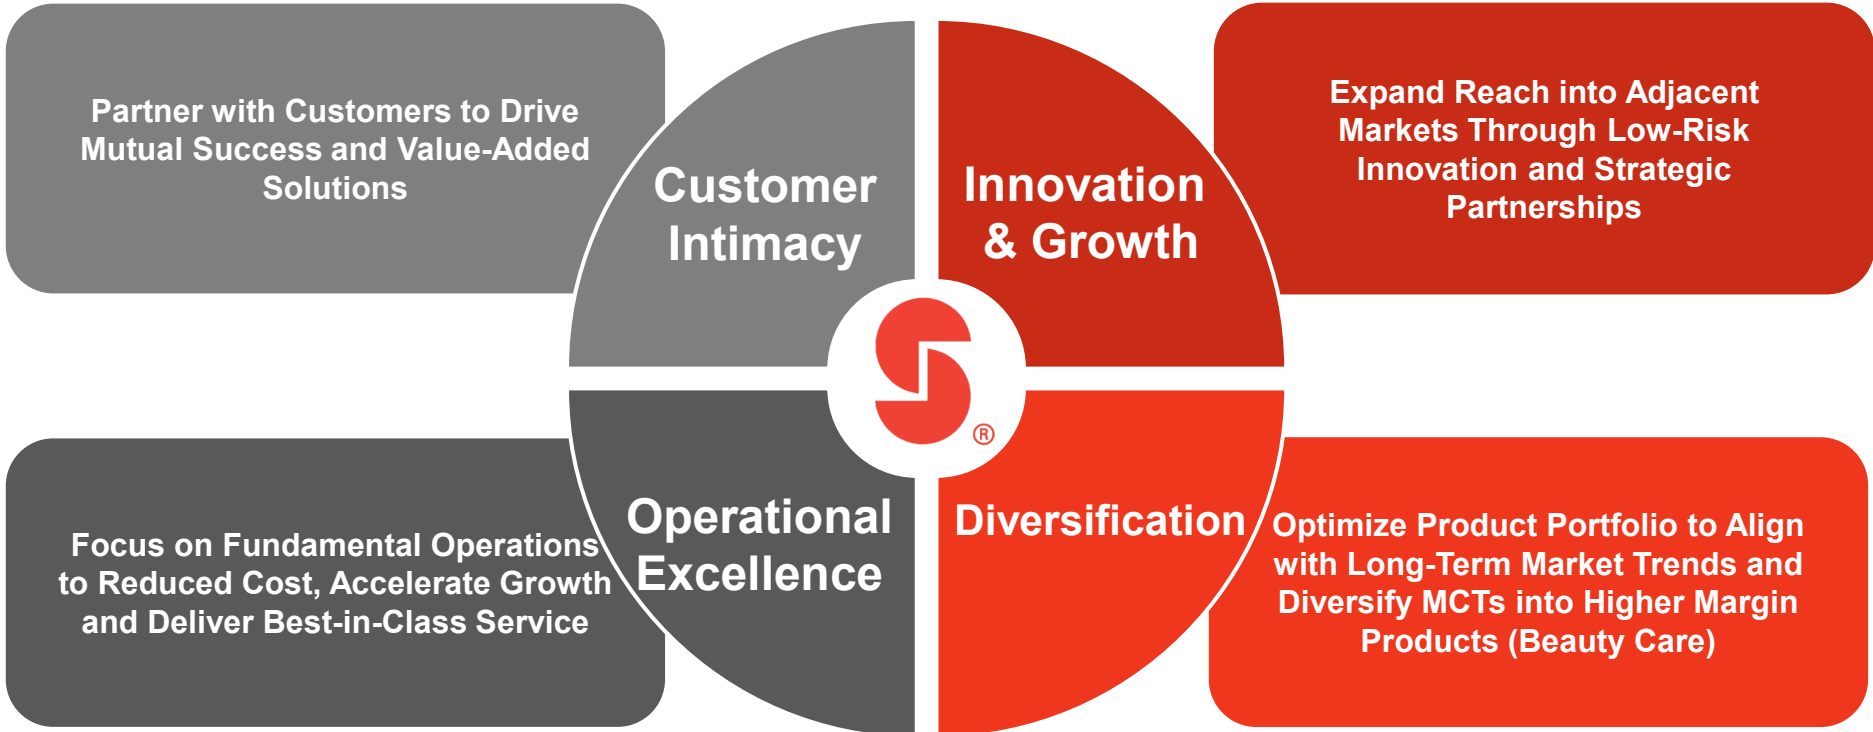 Partner with Customers to Drive
Mutual Success and Value-Added
Solutions
Customer
Intimacy
Innovation
& Growth
Expand Reach into Adjacent
Markets Through Low-Risk
Innovation and Strategic
Partnerships
®
Focus on Fundamental Operations
to Reduced Cost, Accelerate Growth
and Deliver Best-in-Class Service
Operational
Excellence
Diversification
Optimize Product Portfolio to Align
with Long-Term Market Trends and
Diversify MCTs into Higher Margin
Products (Beauty Care)